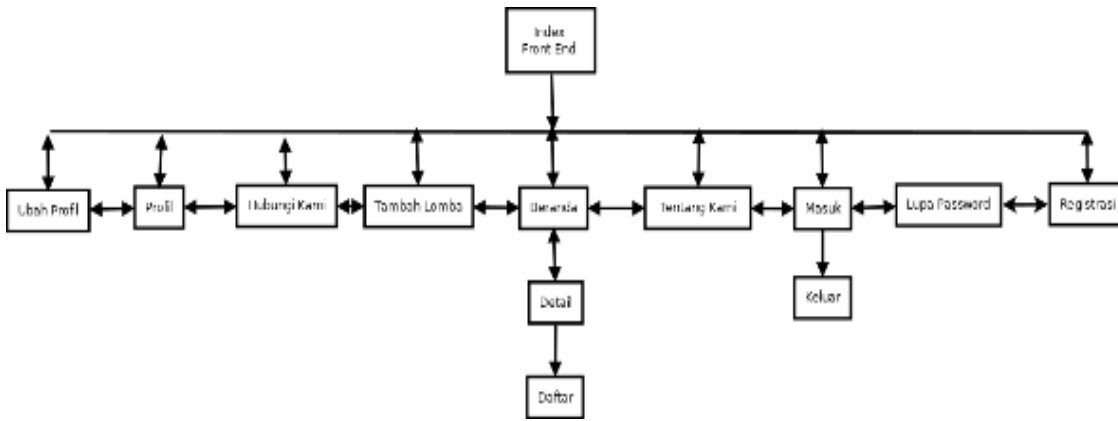 Index
Front End
Ubah Profil
Profil
Hubungi Kami
Tambah Lomba
Beranda
Tentang Kami
Masuk
Lupa Password
Registrasi
Detail
Keluar
Daftar